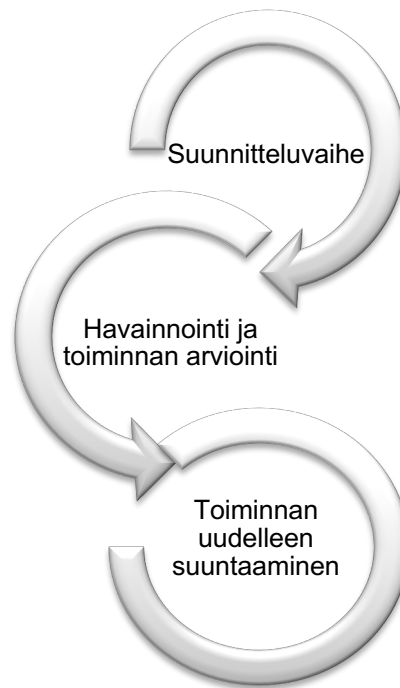 Suunnitteluvaihe
Havainnointi ja
toiminnan arviointi
Toiminnan
uudelleen
suuntaaminen